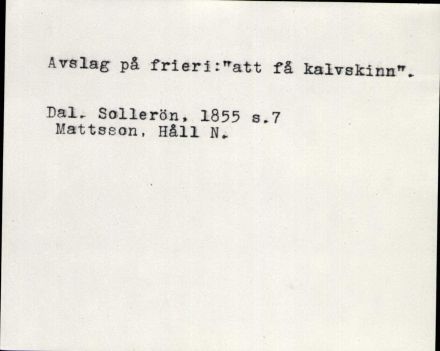 Avslag på frieri:"att få kalvskinn".
Dal. Sollerön, 1855 s.7
Mattsson, Håll N.